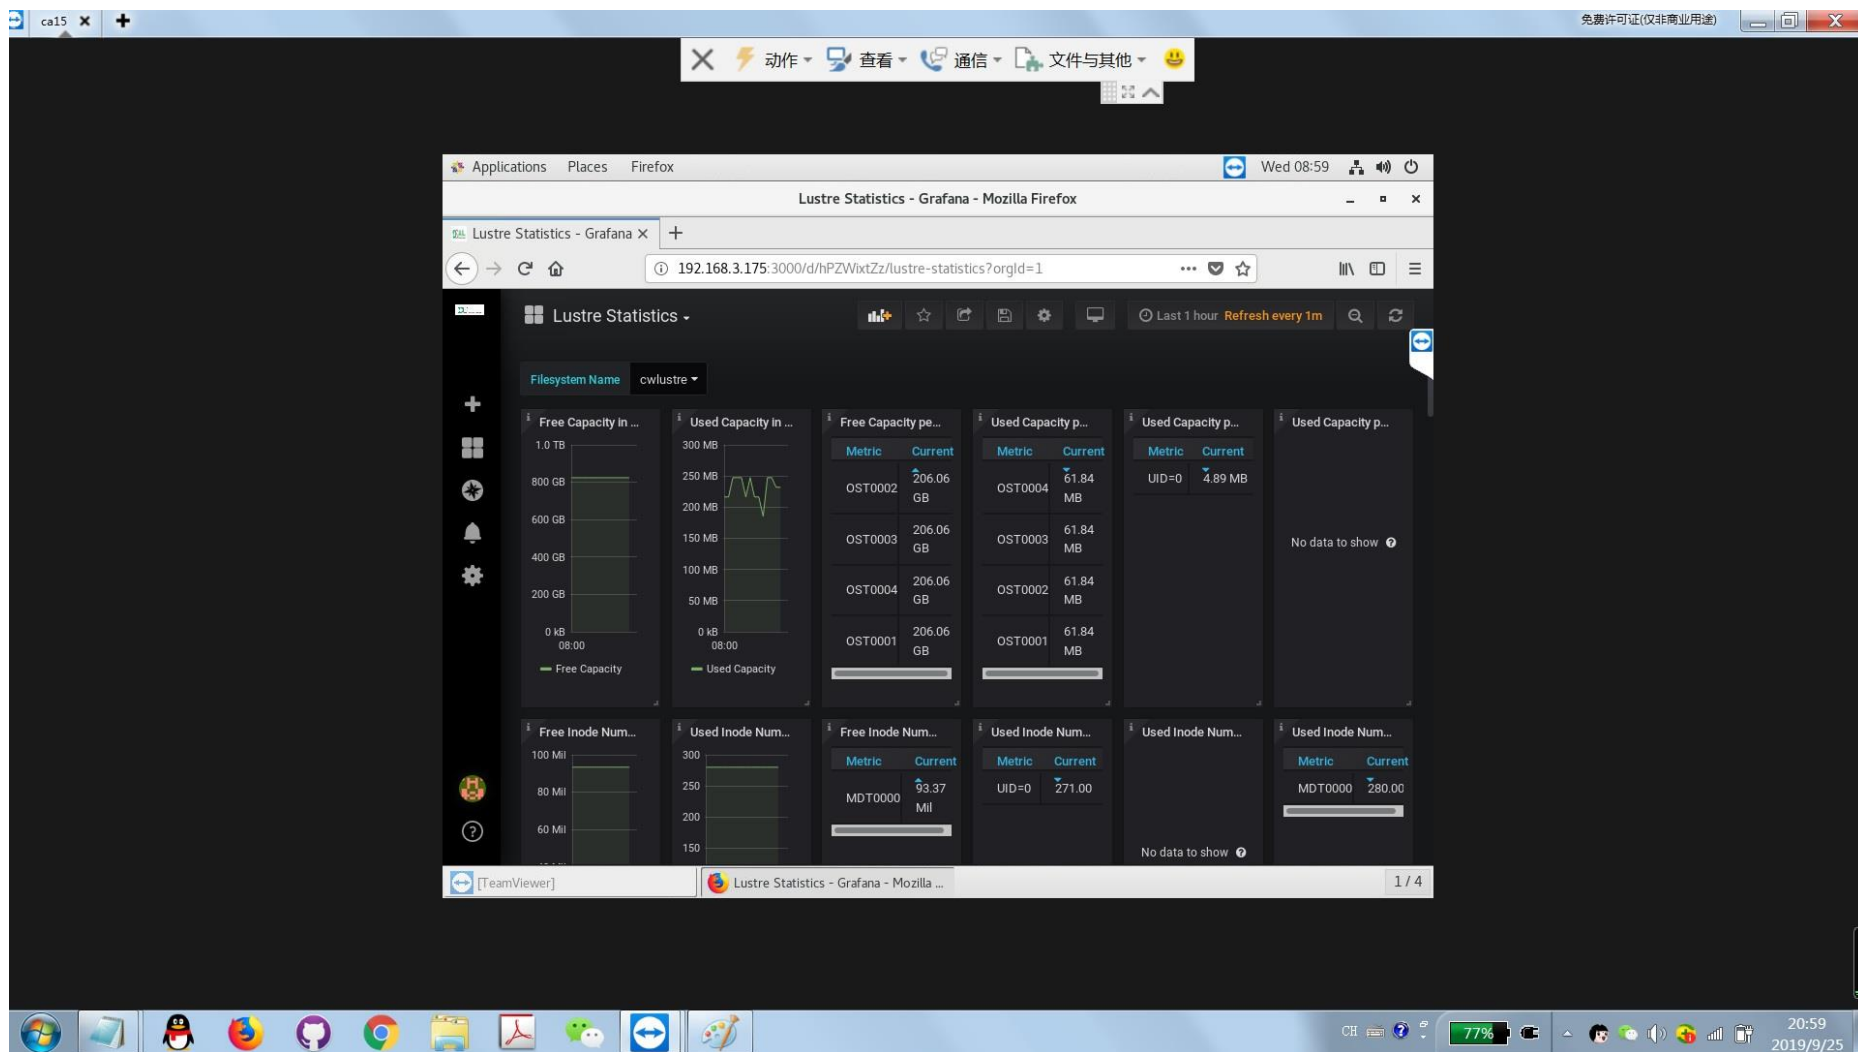 ca15
免费许可证(仅非商业用途)
动作
查看
通信
文件与其他
Applications Places Firefox
Wed 08:59
Lustre Statistics - Grafana - Mozilla Firefox
Lustre Statistics - Grafana
192.168.3.175:3000/d/hPZWixtZz/lustre-statistics?orgId=1
Lustre Statistics
Last 1 hour Refresh every 1m
Filesystem Name cwlustre
Free Capacity in ...
1.0 TB
800 GB
600 GB
400 GB
200 GB
0 kB
08:00
Free Capacity
Used Capacity in ...
300 MB
250 MB
200 MB
150 MB
100 MB
50 MB
0 kB
08:00
Used Capacity
Free Capacity pe...
Metric Current
OST0002 206.06 GB
OST0003 206.06 GB
OST0004 206.06 GB
OST0001 206.06 GB
Used Capacity p...
Metric Current
OST0004 61.84 MB
OST0003 61.84 MB
OST0002 61.84 MB
OST0001 61.84 MB
Used Capacity p...
Metric Current
UID=0 4.89 MB
Used Capacity p...
No data to show
Free Inode Num...
100 Mil
80 Mil
60 Mil
Used Inode Num...
300
250
200
150
Free Inode Num...
Metric Current
MDT0000 93.37 Mil
Used Inode Num...
Metric Current
UID=0 271.00
Used Inode Num...
No data to show
Used Inode Num...
Metric Current
MDT0000 280.00
[TeamViewer]
Lustre Statistics - Grafana - Mozilla ...
1 / 4
CH
77%
20:59
2019/9/25